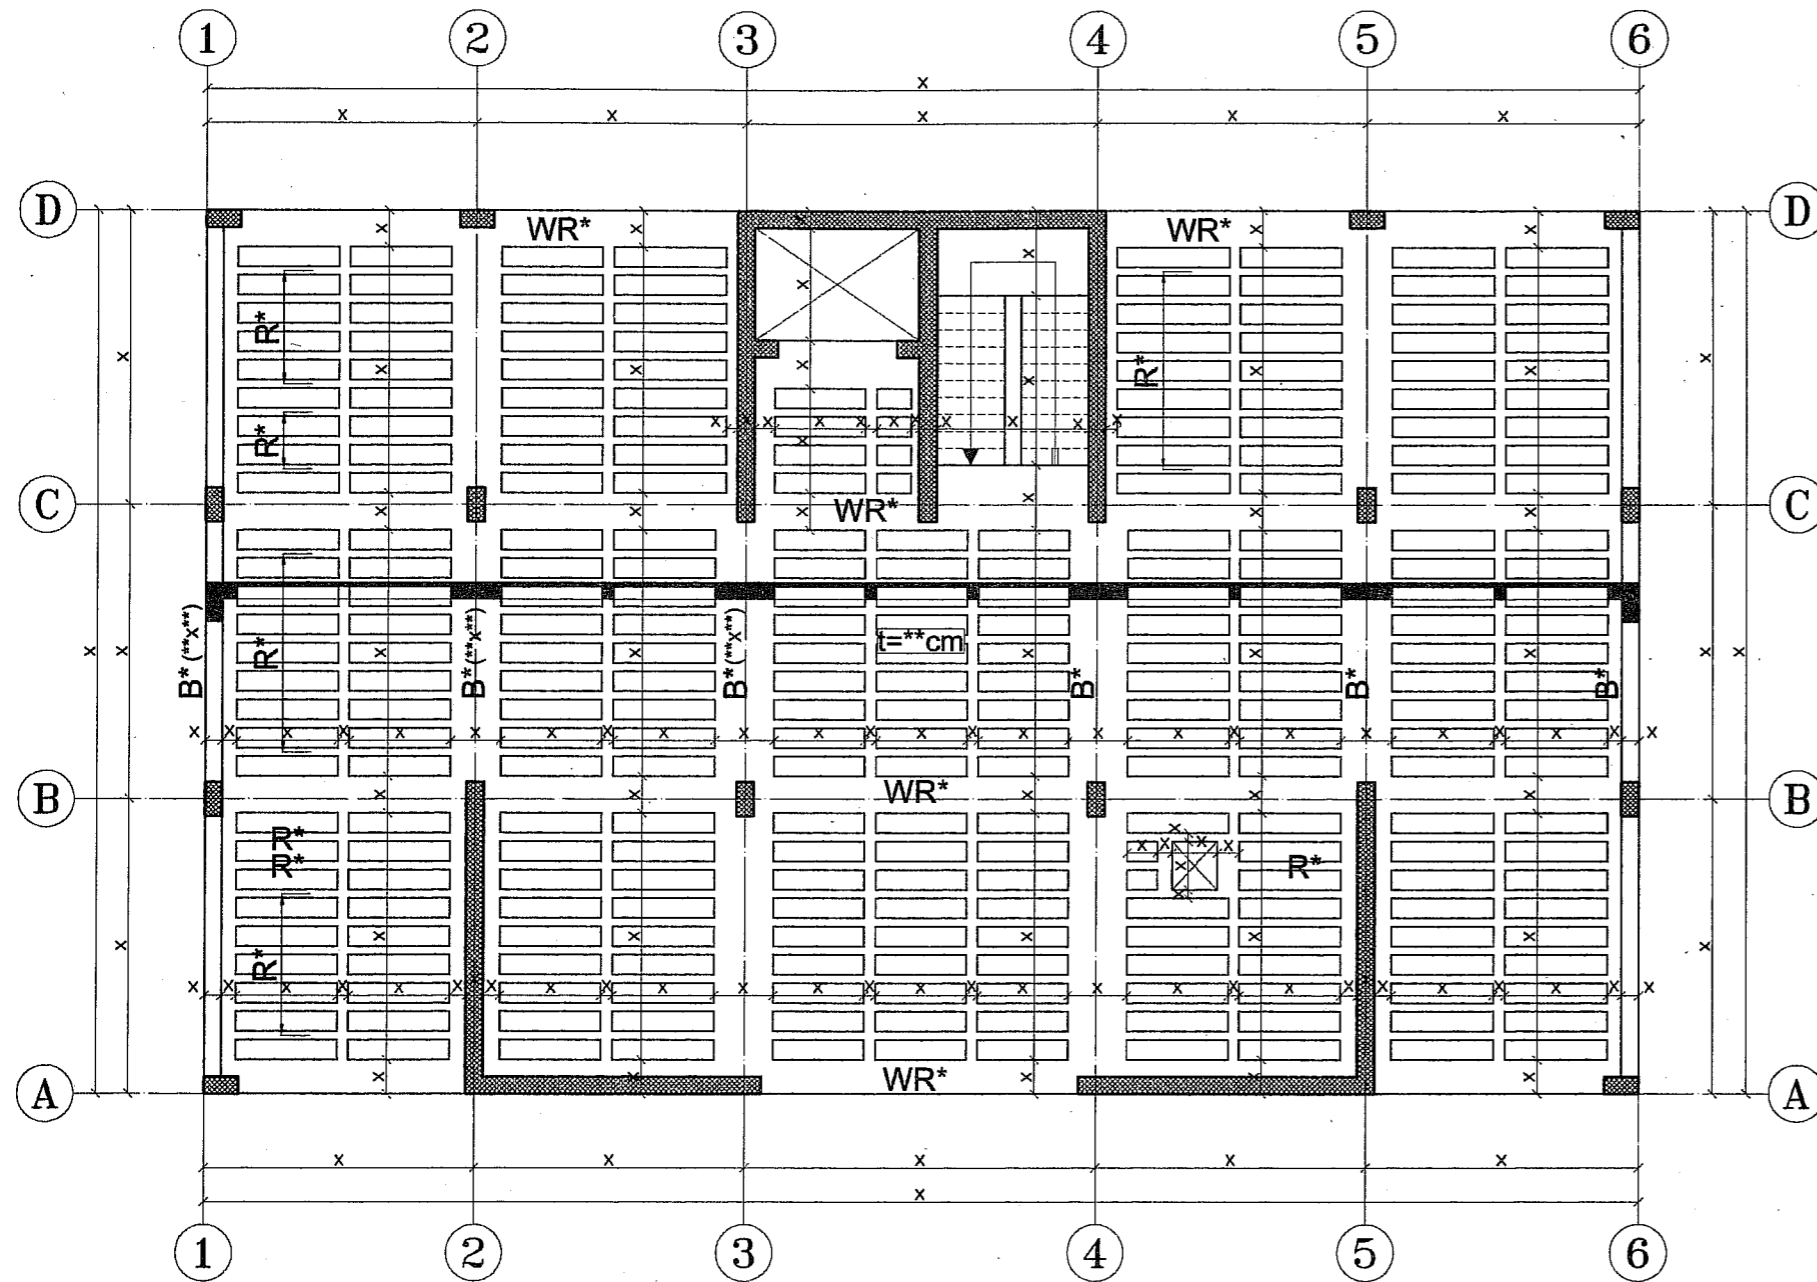 1 2 3 4 5 6
x
x x x x x
D D
WR* WR*
x x x x x x
x
x x
R* x x x R* x x
x
x
R*
x x x x x x x x x x x
x
C C
x x x WR* x x x
B* (**x**) B* (**x**) B* (**x**) t=**cm B* B* B*
x x R* x x x x x x x
x x x x x x x x x x x x x x x x x x x x x x
B B
x x WR* x x x
R*
R*
x x x x x
x R*
x
x x x x x x x
R*
x x x x x x x x x x x x x x x x x x x x x x x x
A A
x x x WR* x x
x x x x x
x
1 2 3 4 5 6